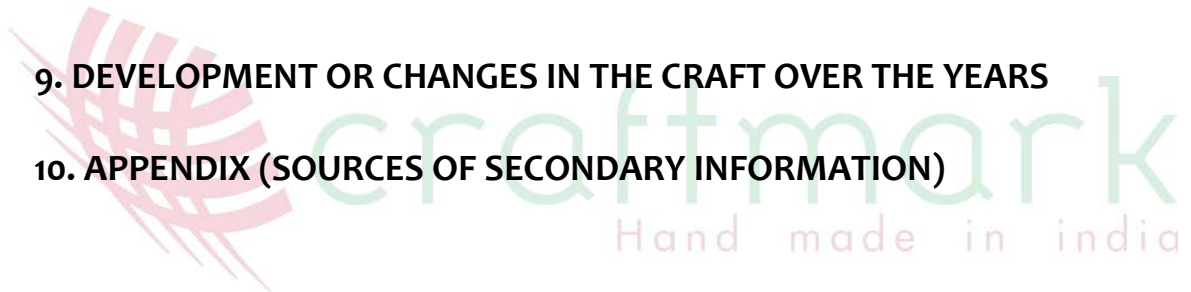 9. DEVELOPMENT OR CHANGES IN THE CRAFT OVER THE YEARS
craftmark
10. APPENDIX (SOURCES OF SECONDARY INFORMATION)
Hand made in india